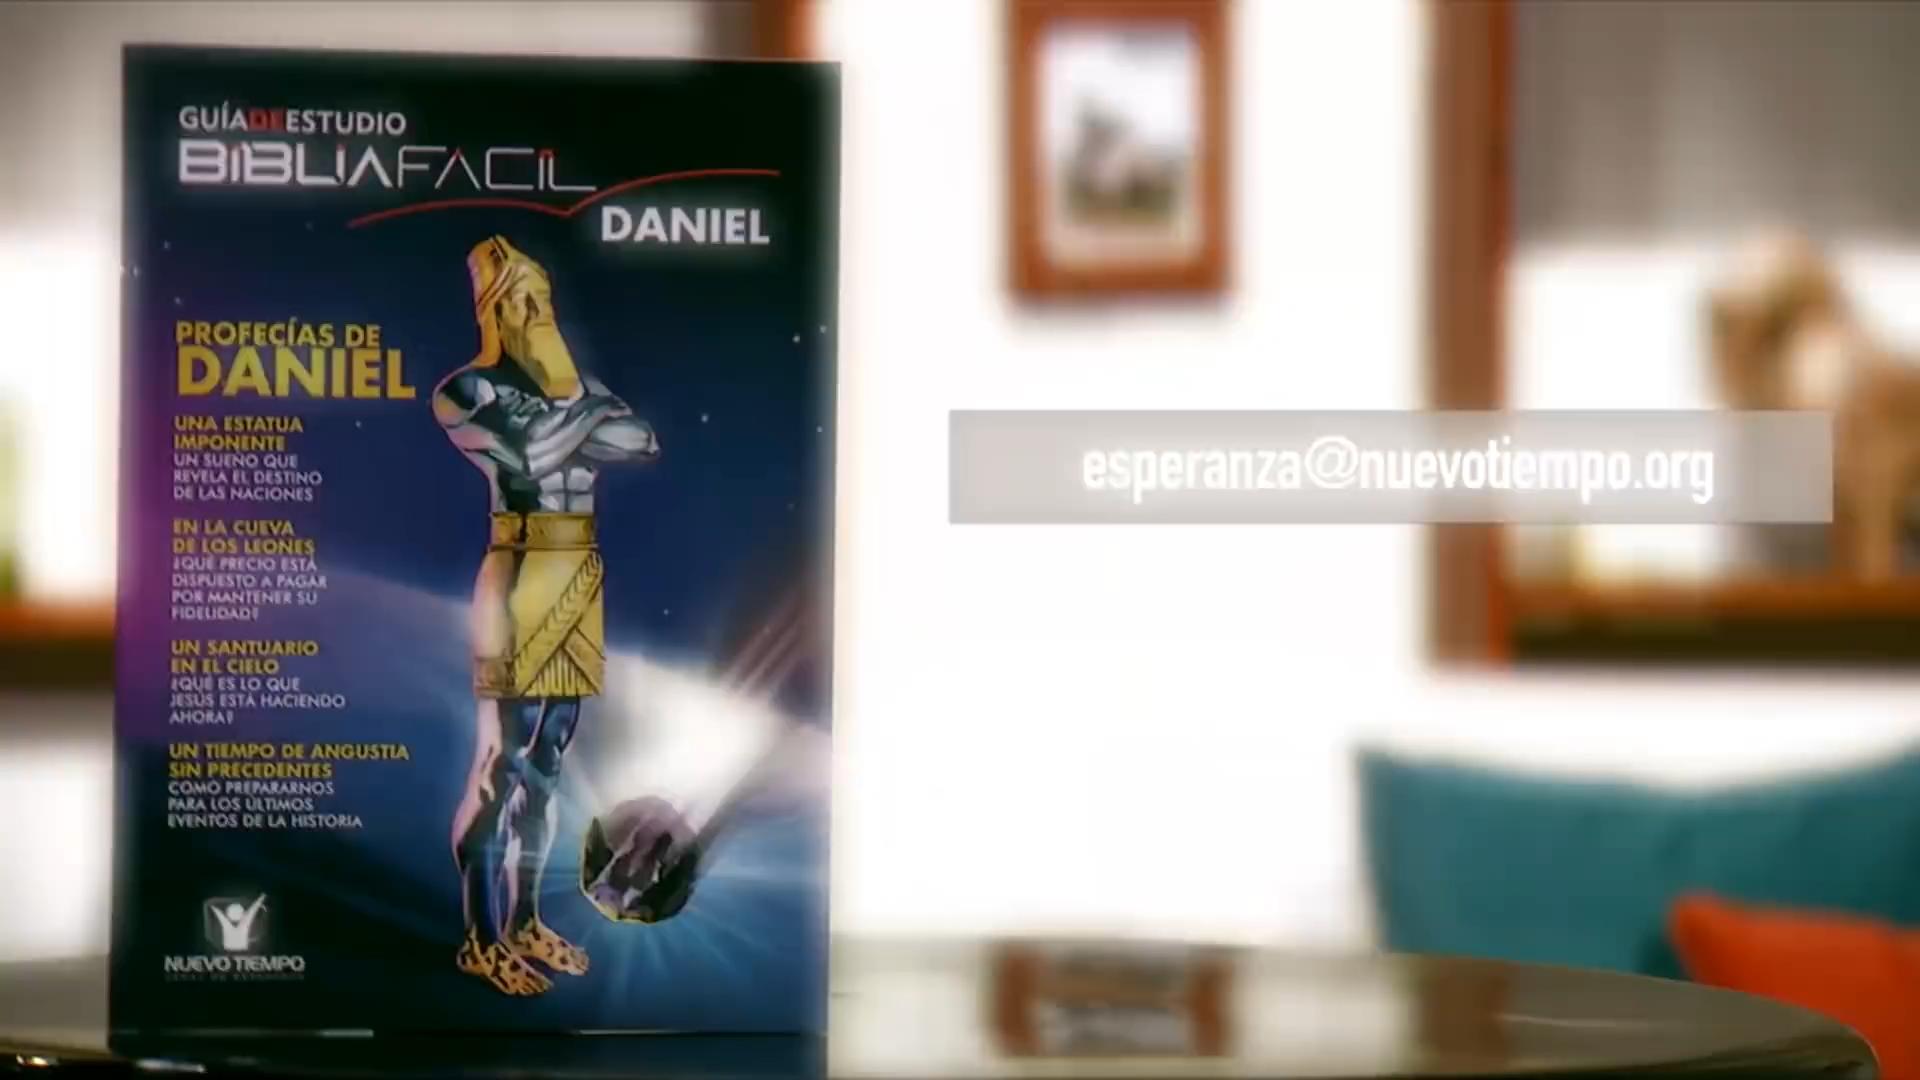 GUÍADEESTUDIO
BIBLIAFACIL
DANIEL
PROFECÍAS DE
DANIEL
UNA ESTATUA
IMPONENTE
UN SUEÑO QUE
REVELA EL DESTINO
DE LAS NACIONES
EN LA CUEVA
DE LOS LEONES
¿QUÉ PRECIO ESTÁ
DISPUESTO A PAGAR
POR MANTENER SU
FIDELIDAD?
UN SANTUARIO
EN EL CIELO
¿QUÉ ES LO QUE
JESÚS ESTÁ HACIENDO
AHORA?
UN TIEMPO DE ANGUSTIA
SIN PRECEDENTES
COMO PREPARARNOS
PARA LOS ÚLTIMOS
EVENTOS DE LA HISTORIA
NUEVO TIEMPO
esperanza@nuevotiempo.org